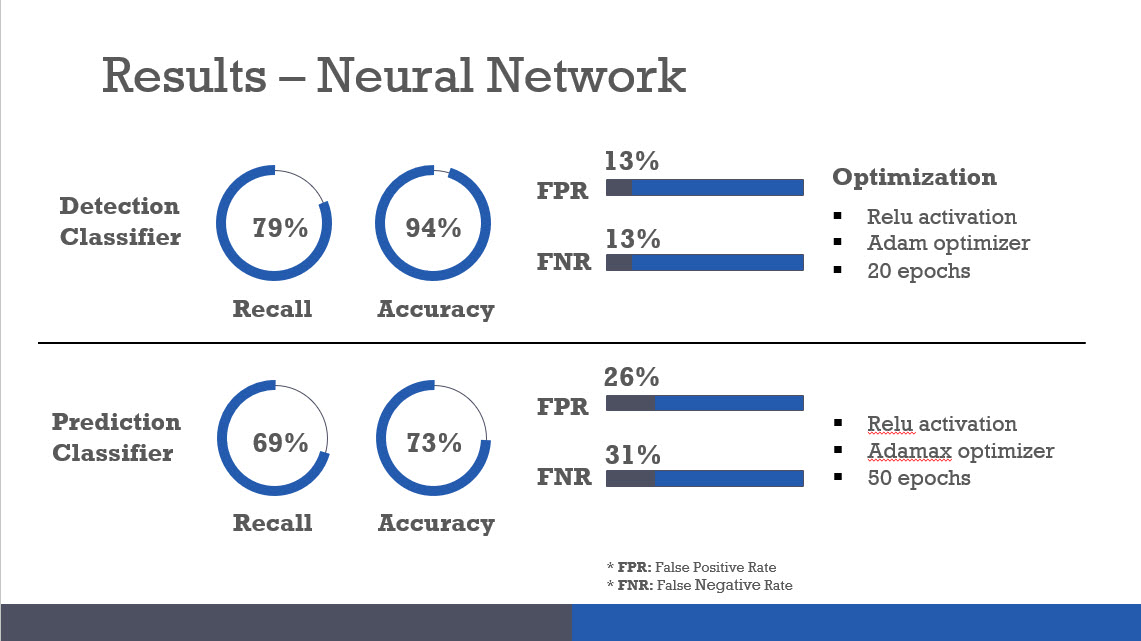 Results – Neural Network
Detection
Classifier
79%
Recall
94%
Accuracy
13%
FPR
13%
FNR
Optimization
Relu activation
Adam optimizer
20 epochs
Prediction
Classifier
69%
Recall
73%
Accuracy
26%
FPR
31%
FNR
Relu activation
Adamax optimizer
50 epochs
* FPR: False Positive Rate
* FNR: False Negative Rate